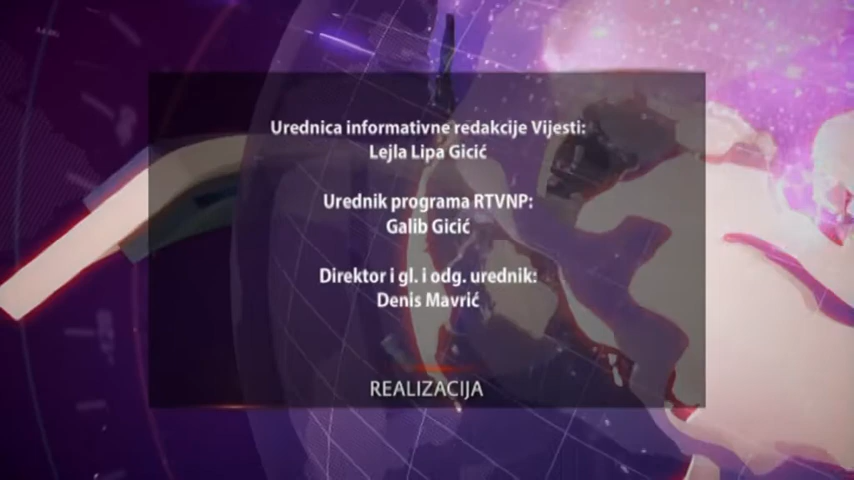 Urednica informativne redakcije Vijesti:
Lejla Lipa Gicić
Urednik programa RTVNP:
Galib Gicić
Direktor i gl. i odg. urednik:
Denis Mavrić
REALIZACIJA